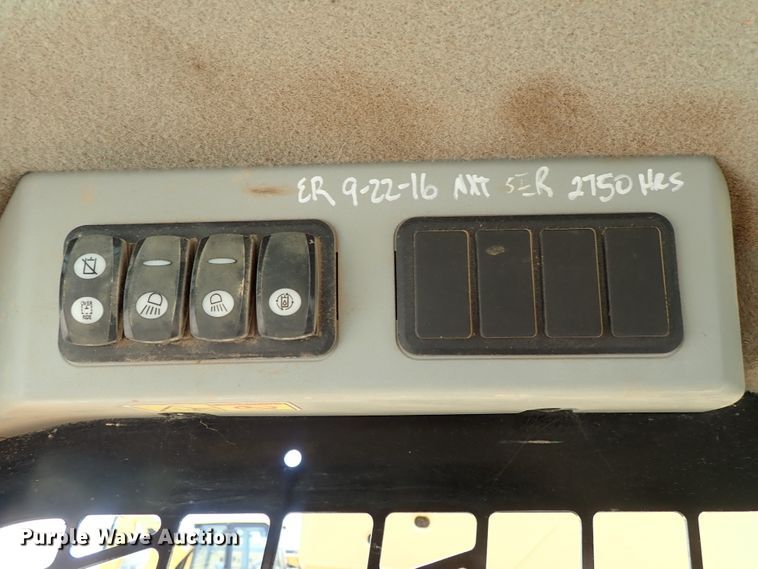 ER 9-22-16 NXT SER 2750 HRS
OVER
RIDE
Purple Wave Auction